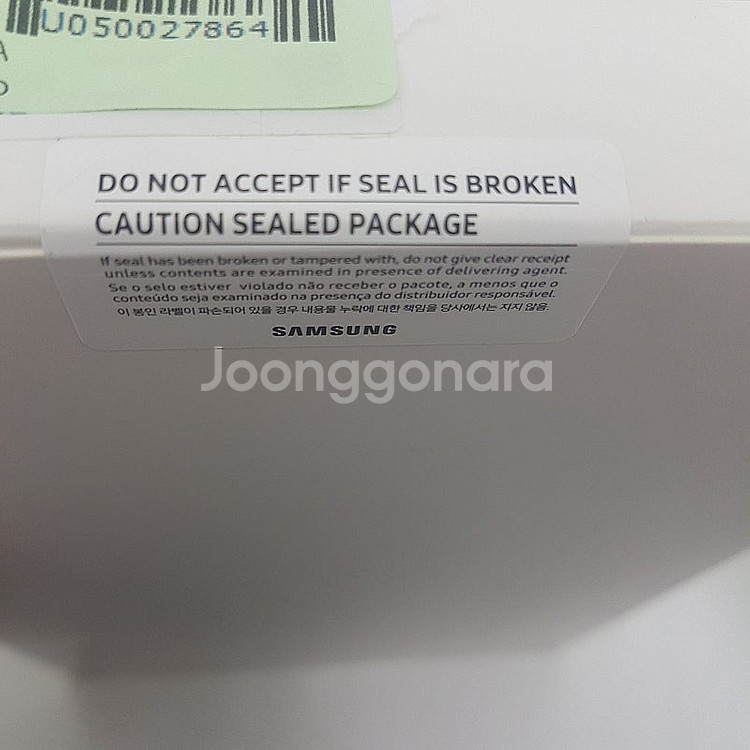 U050027864
A
DO NOT ACCEPT IF SEAL IS BROKEN
CAUTION SEALED PACKAGE
If seal has been broken or tampered with, do not give clear receipt
unless contents are examined in presence of delivering agent.
Se o selo estiver violado não receber o pacote, a menos que o
conteúdo seja examinado na presença do distribuidor responsável.
이 봉인 라벨이 파손되어 있을 경우 내용물 누락에 대한 책임을 당사에서는 지지 않음.
SAMSUNG
Joonggonara